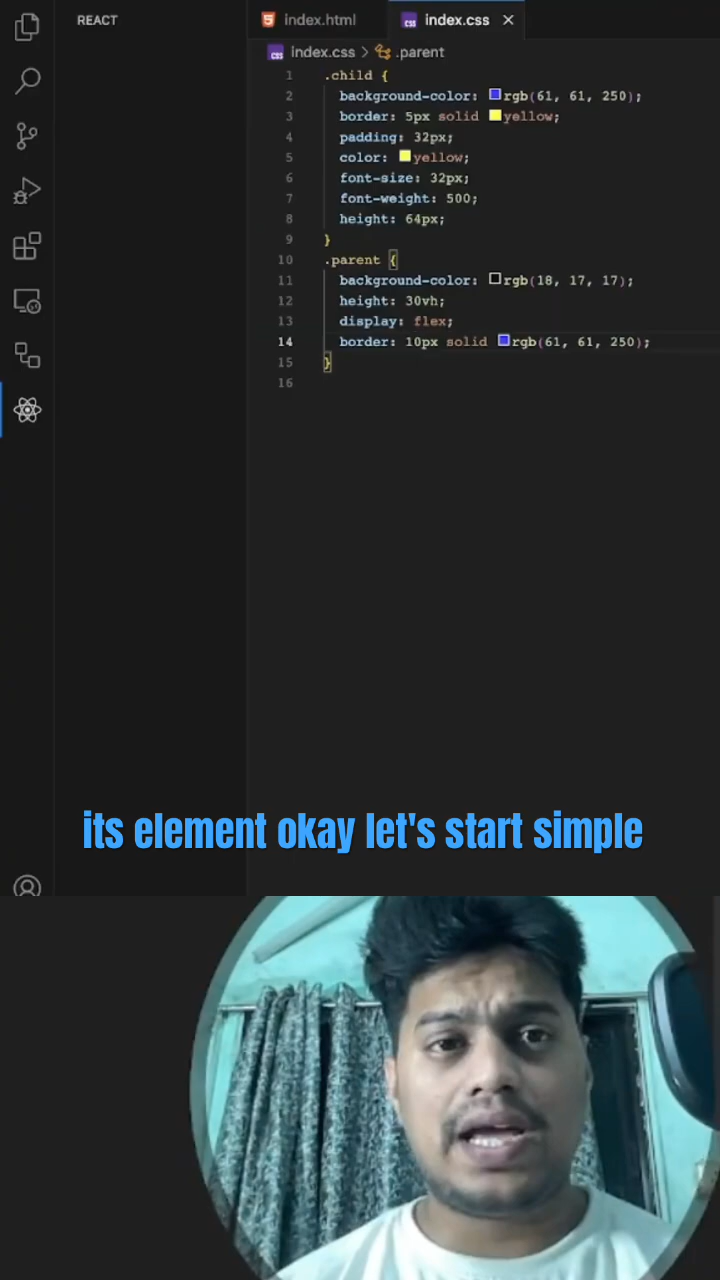 REACT
index.html
index.css
index.css > .parent
1 .child {
2 background-color: rgb(61, 61, 250);
3 border: 5px solid yellow;
4 padding: 32px;
5 color: yellow;
6 font-size: 32px;
7 font-weight: 500;
8 height: 64px;
9 }
10 .parent {
11 background-color: rgb(18, 17, 17);
12 height: 30vh;
13 display: flex;
14 border: 10px solid rgb(61, 61, 250);
15 }
16
its element okay let's start simple